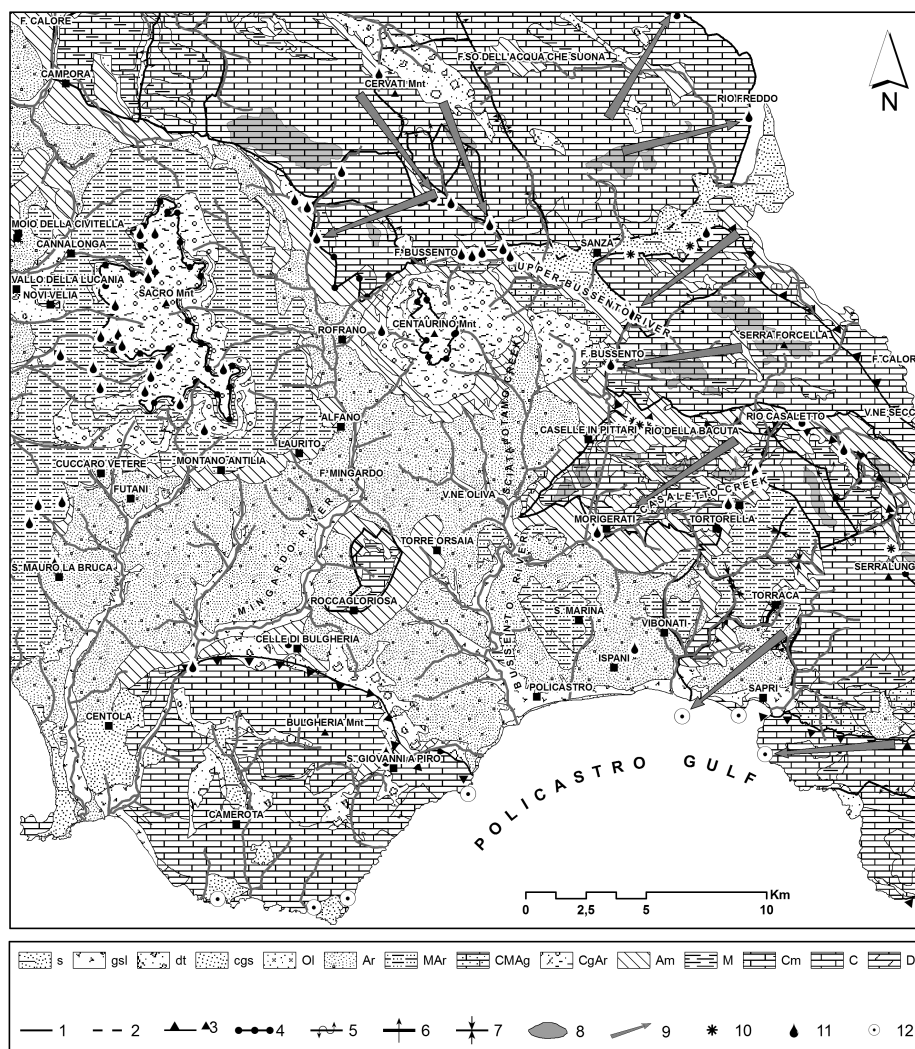 F. CALORE
CAMPORA
CERVATI Mnt
F.SO DELL'ACQUA CHE SUONA
RIO FREDDO
N
MOIO DELLA CIVITELLA
CANNALONGA
VALLO DELLA LUCANIA
NOVI VELIA
SACRO Mnt
F. BUSSENTO
SANZA
UPPER BUSSENTO RIVER
ROFRANO
CENTAURINO Mnt
SERRA FORCELLA
F. BUSSENTO
F. CALOR
SCIARAPOTAMO CREEK
ALFANO
CASELLE IN PITTARI
RIO DELLA BACUTA
RIO CASALETTO
V.NE SECC
LAURITO
CUCCARO VETERE
MONTANO ANTILIA
F. MINGARDO
FUTANI
V.NE OLIVA
CASALETTO CREEK
MORIGERATI
TORTORELLA
MINGARDO RIVER
TORRE ORSAIA
S. MAURO LA BRUCA
SERRALUNG
ROCCAGLORIOSA
S. MARINA
TORRACA
VIBONATI
CELLE DI BULGHERIA
BUSSENTO RIVER
ISPANI
POLICASTRO
SAPRI
CENTOLA
BULGHERIA Mnt
S. GIOVANNI A PIRO
POLICASTRO GULF
CAMEROTA
Km
0 2,5 5 10
s gsl dt cgs Ol Ar MAr CMAg CgAr Am M Cm C D
1 2 3 4 5 6 7 8 9 10 11 12